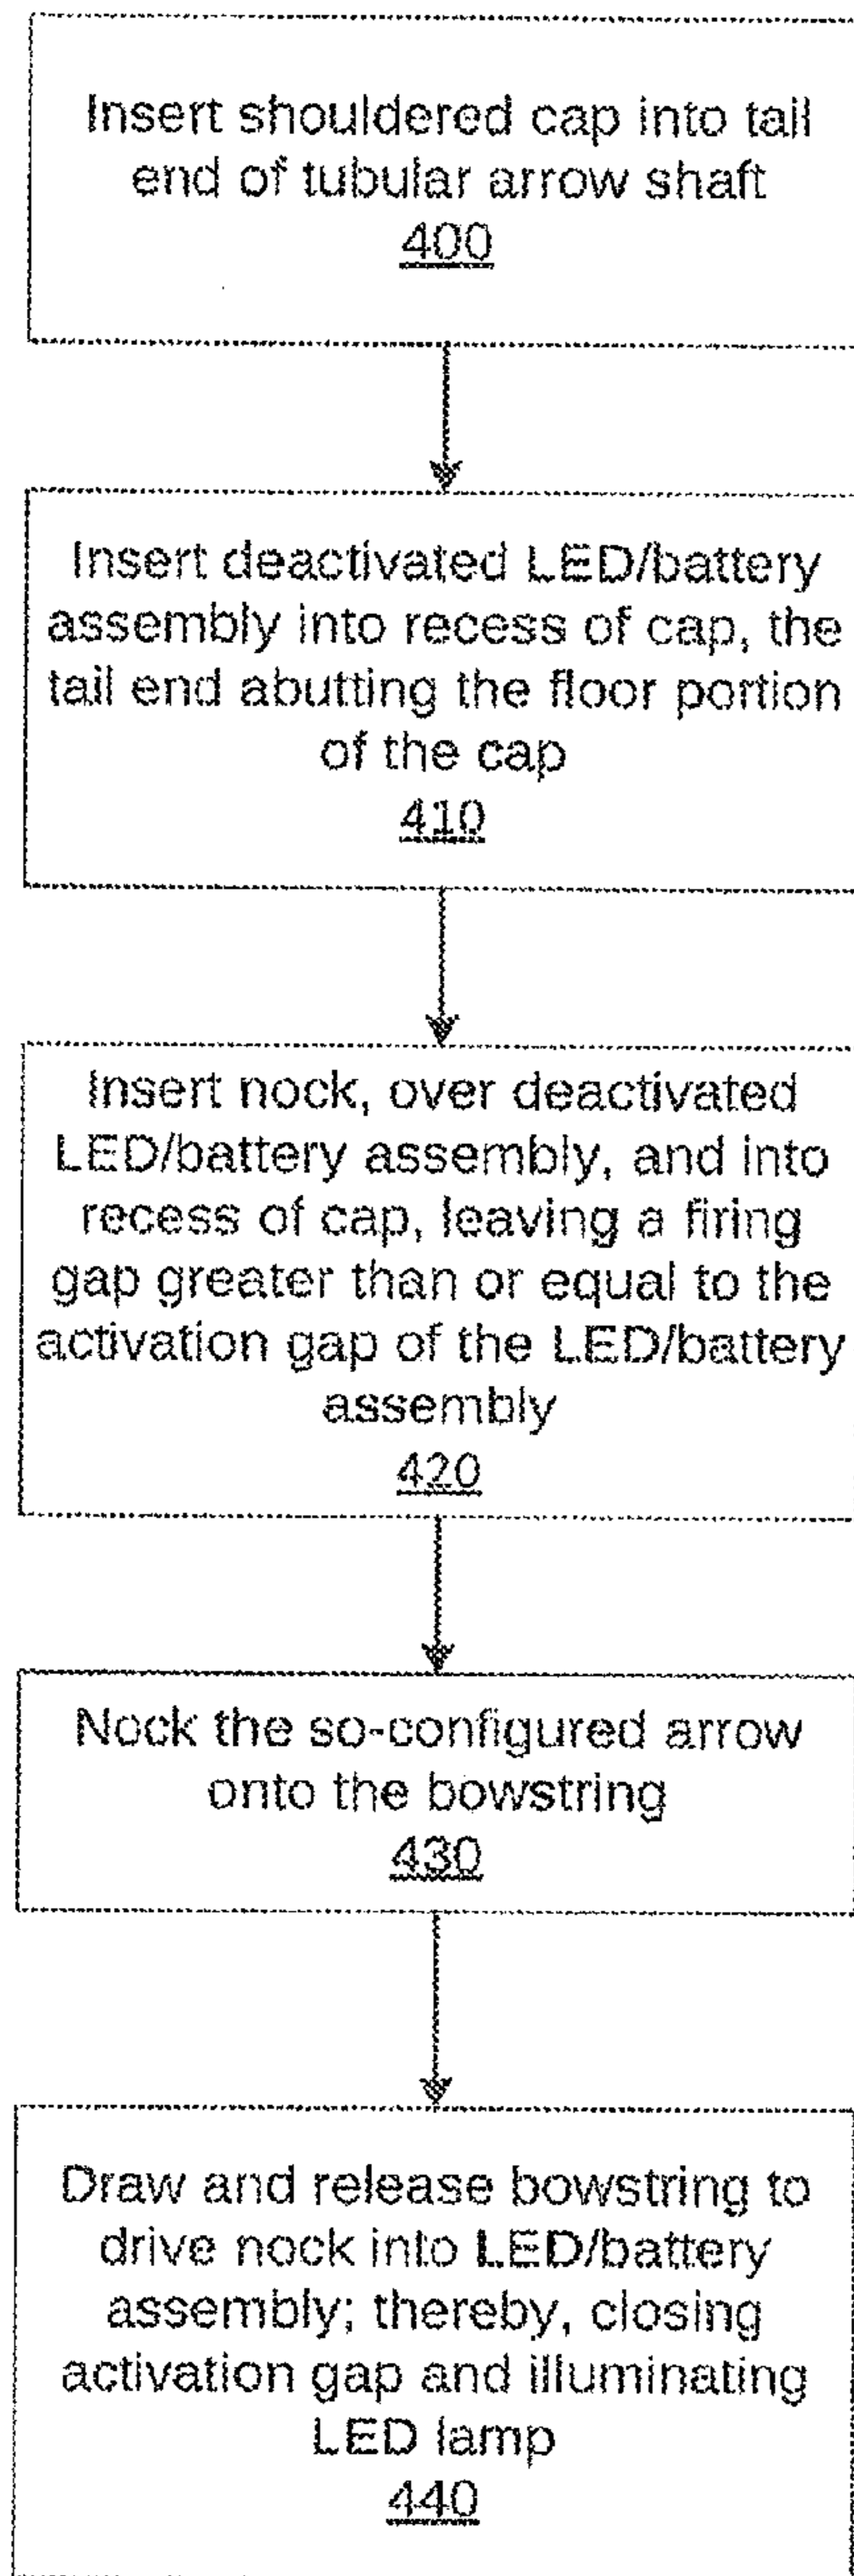 Insert shouldered cap into tail
end of tubular arrow shaft
400
Insert deactivated LED/battery
assembly into recess of cap, the
tail end abutting the floor portion
of the cap
410
Insert nock, over deactivated
LED/battery assembly, and into
recess of cap, leaving a firing
gap greater than or equal to the
activation gap of the LED/battery
assembly
420
Nock the so-configured arrow
onto the bowstring
430
Draw and release bowstring to
drive nock into LED/battery
assembly; thereby, closing
activation gap and illuminating
LED lamp
440